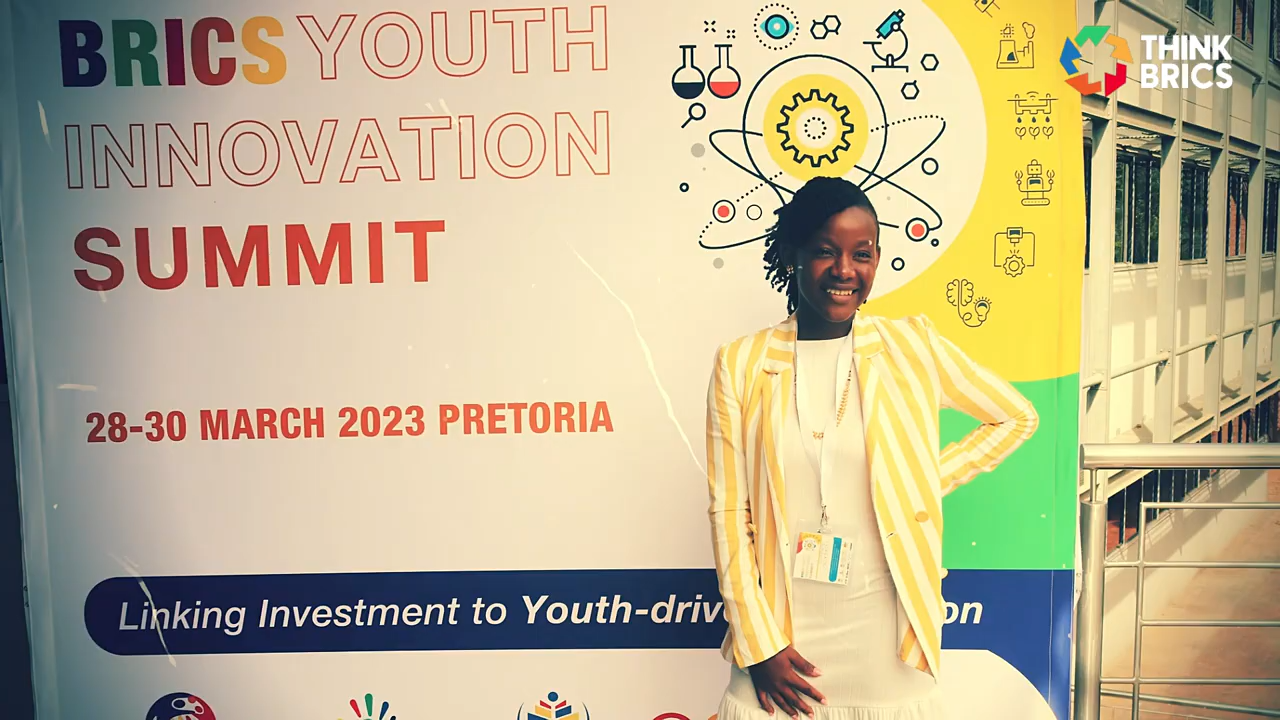 BRICS YOUTH
INNOVATION
SUMMIT
28-30 MARCH 2023 PRETORIA
Linking Investment to Youth-driv
on
THINK
BRICS